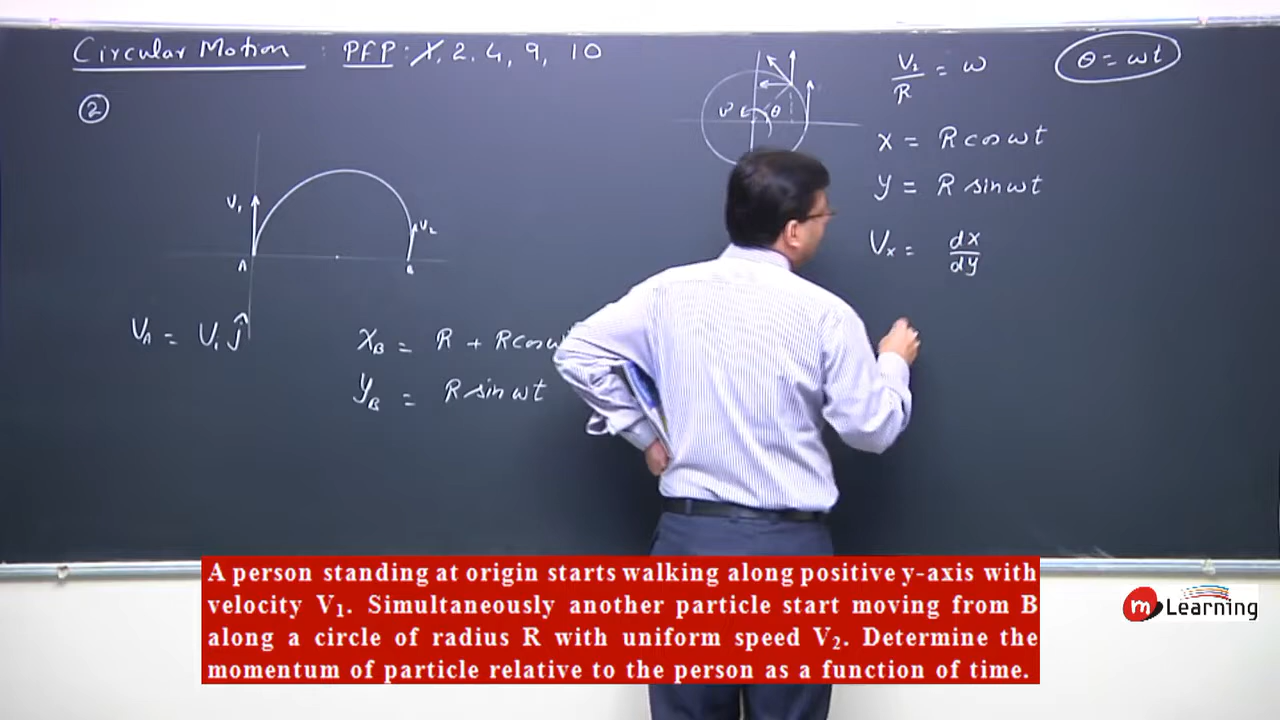 Circular Motion : PFP : 1, 2, 4, 9, 10
②
V₁
V₂
A
B
V_A = V₁ ĵ
x_B = R + R cos ω
y_B = R sin ωt
θ
V₂/R = ω
θ = ωt
x = R cos ωt
y = R sin ωt
V_x = dx/dy
A person standing at origin starts walking along positive y-axis with
velocity V₁. Simultaneously another particle start moving from B
along a circle of radius R with uniform speed V₂. Determine the
momentum of particle relative to the person as a function of time.
m Learning